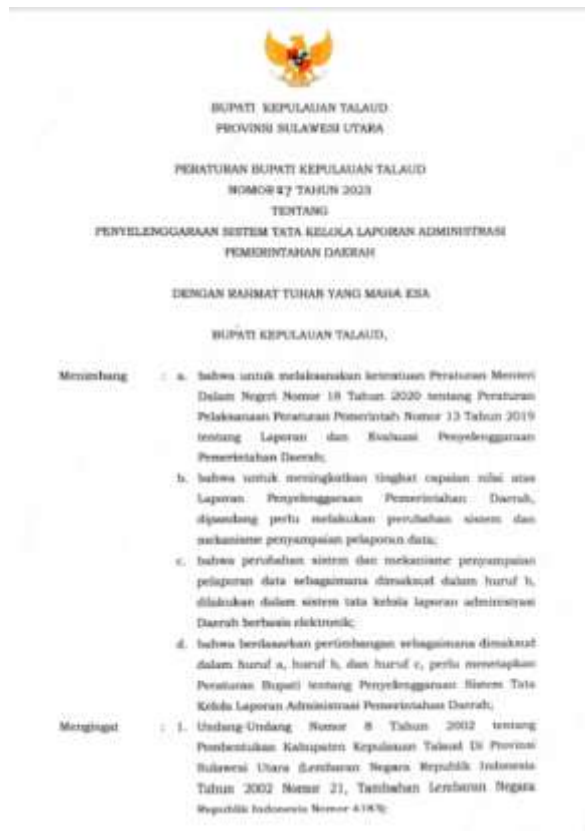 BUPATI KEPULAUAN TALAUD
PROVINSI SULAWESI UTARA
PERATURAN BUPATI KEPULAUAN TALAUD
NOMOR 27 TAHUN 2023
TENTANG
PENYELENGGARAAN SISTEM TATA KELOLA LAPORAN ADMINISTRASI
PEMERINTAHAN DAERAH
DENGAN RAHMAT TUHAN YANG MAHA ESA
BUPATI KEPULAUAN TALAUD,
Menimbang : a. bahwa untuk melaksanakan ketentuan Peraturan Menteri
Dalam Negeri Nomor 18 Tahun 2020 tentang Peraturan
Pelaksanaan Peraturan Pemerintah Nomor 13 Tahun 2019
tentang Laporan dan Evaluasi Penyelenggaraan
Pemerintahan Daerah;
b. bahwa untuk meningkatkan tingkat capaian nilai atas
Laporan Penyelenggaraan Pemerintahan Daerah,
dipandang perlu melakukan perubahan sistem dan
mekanisme penyampaian pelaporan data;
c. bahwa perubahan sistem dan mekanisme penyampaian
pelaporan data sebagaimana dimaksud dalam huruf b,
dilakukan dalam sistem tata kelola laporan administrasi
Daerah berbasis elektronik;
d. bahwa berdasarkan pertimbangan sebagaimana dimaksud
dalam huruf a, huruf b, dan huruf c, perlu menetapkan
Peraturan Bupati tentang Penyelenggaraan Sistem Tata
Kelola Laporan Administrasi Pemerintahan Daerah;
Mengingat : 1. Undang-Undang Nomor 8 Tahun 2002 tentang
Pembentukan Kabupaten Kepulauan Talaud Di Provinsi
Sulawesi Utara (Lembaran Negara Republik Indonesia
Tahun 2002 Nomor 21, Tambahan Lembaran Negara
Republik Indonesia Nomor 4183);